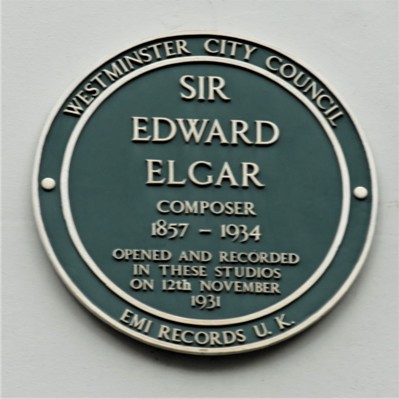 WESTMINSTER CITY COUNCIL
SIR
EDWARD
ELGAR
COMPOSER
1857 – 1934
OPENED AND RECORDED
IN THESE STUDIOS
ON 12th NOVEMBER
1931
EMI RECORDS U. K.